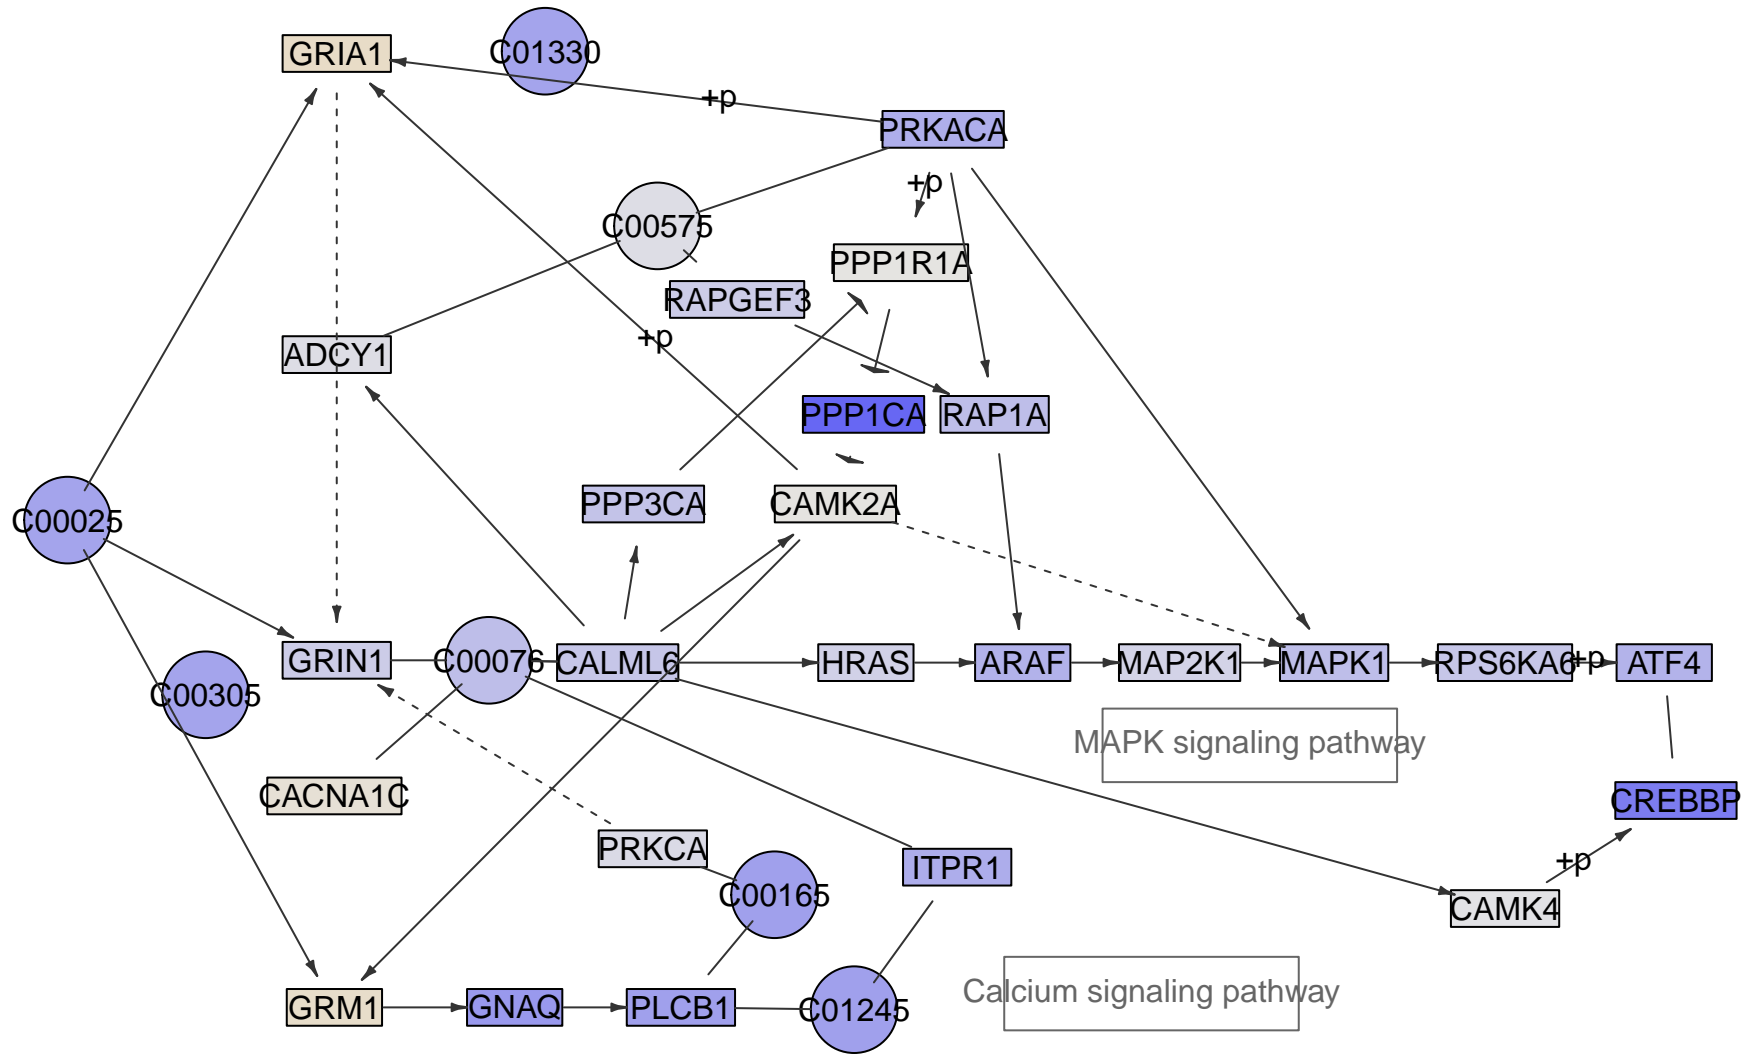 GRIA1
C01330
+p
PRKACA
+p
C00575
PPP1R1A
RAPGEF3
+p
ADCY1
PPP1CA
RAP1A
C00025
PPP3CA
CAMK2A
GRIN1
C00076
CALML6
HRAS
ARAF
MAP2K1
MAPK1
RPS6KA6
+p
ATF4
C00305
MAPK signaling pathway
CACNA1C
CREBBP
PRKCA
ITPR1
+p
C00165
CAMK4
Calcium signaling pathway
GRM1
GNAQ
PLCB1
C01245